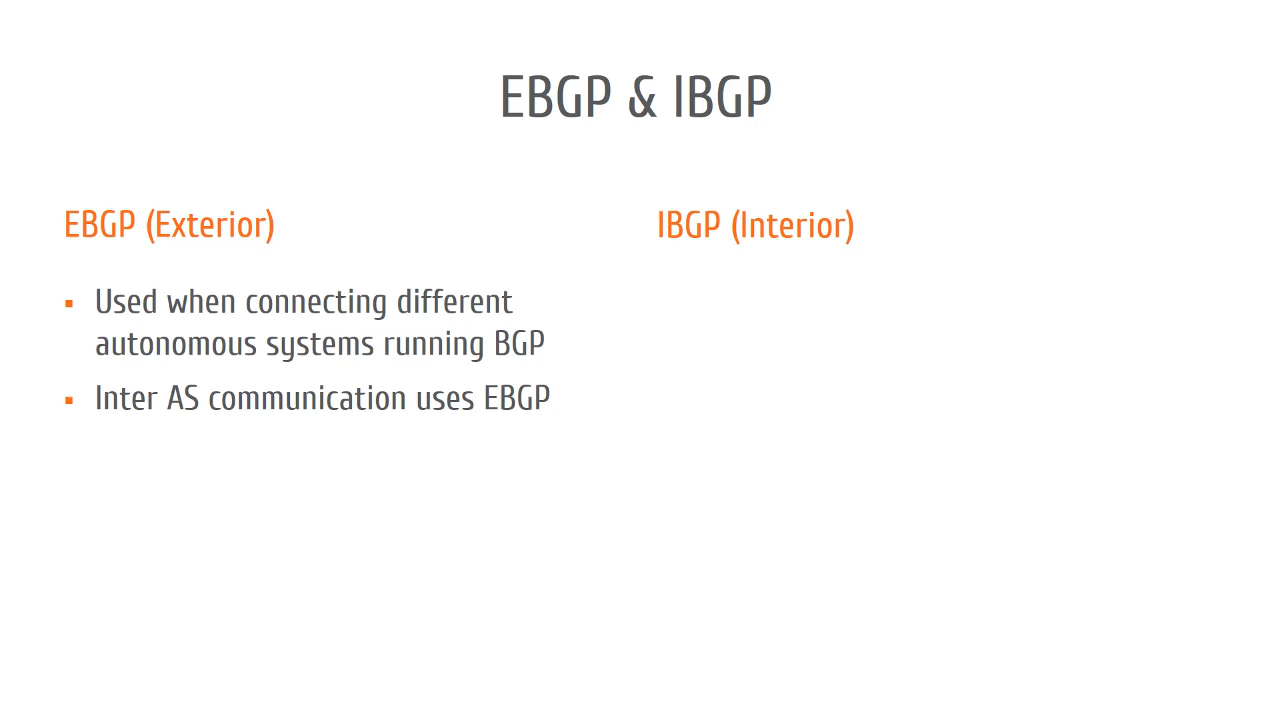 EBGP & IBGP
EBGP (Exterior)
▪ Used when connecting different
autonomous systems running BGP
▪ Inter AS communication uses EBGP
IBGP (Interior)